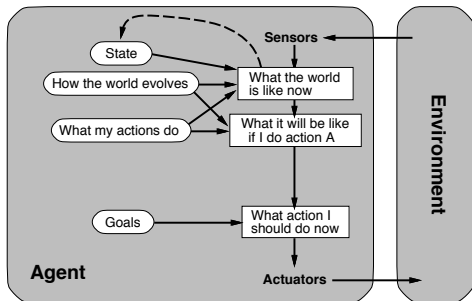 Sensors
State
How the world evolves
What my actions do
What the world
is like now
What it will be like
if I do action A
Goals
What action I
should do now
Agent
Actuators
Environment